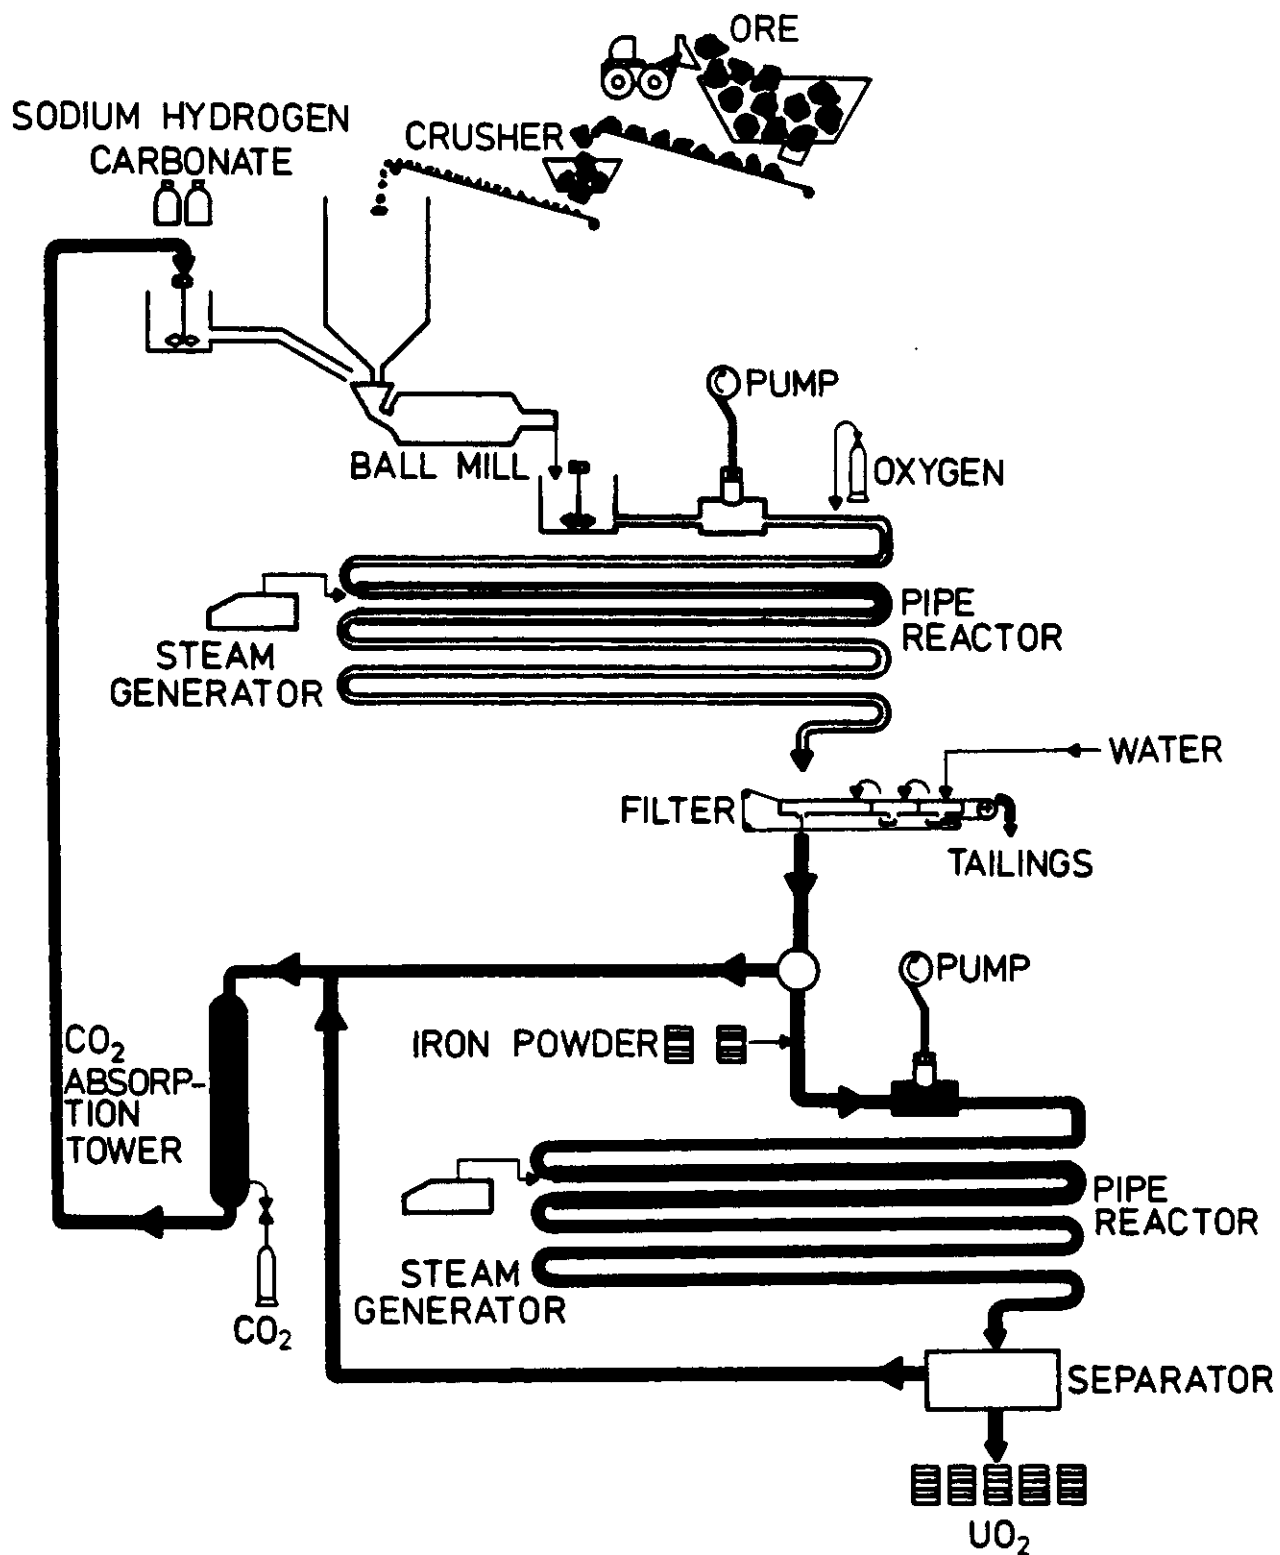 ORE
SODIUM HYDROGEN
CARBONATE
CRUSHER
PUMP
BALL MILL
OXYGEN
PIPE
REACTOR
STEAM
GENERATOR
WATER
FILTER
TAILINGS
PUMP
IRON POWDER
CO₂
ABSORP-
TION
TOWER
PIPE
REACTOR
STEAM
GENERATOR
CO₂
SEPARATOR
UO₂